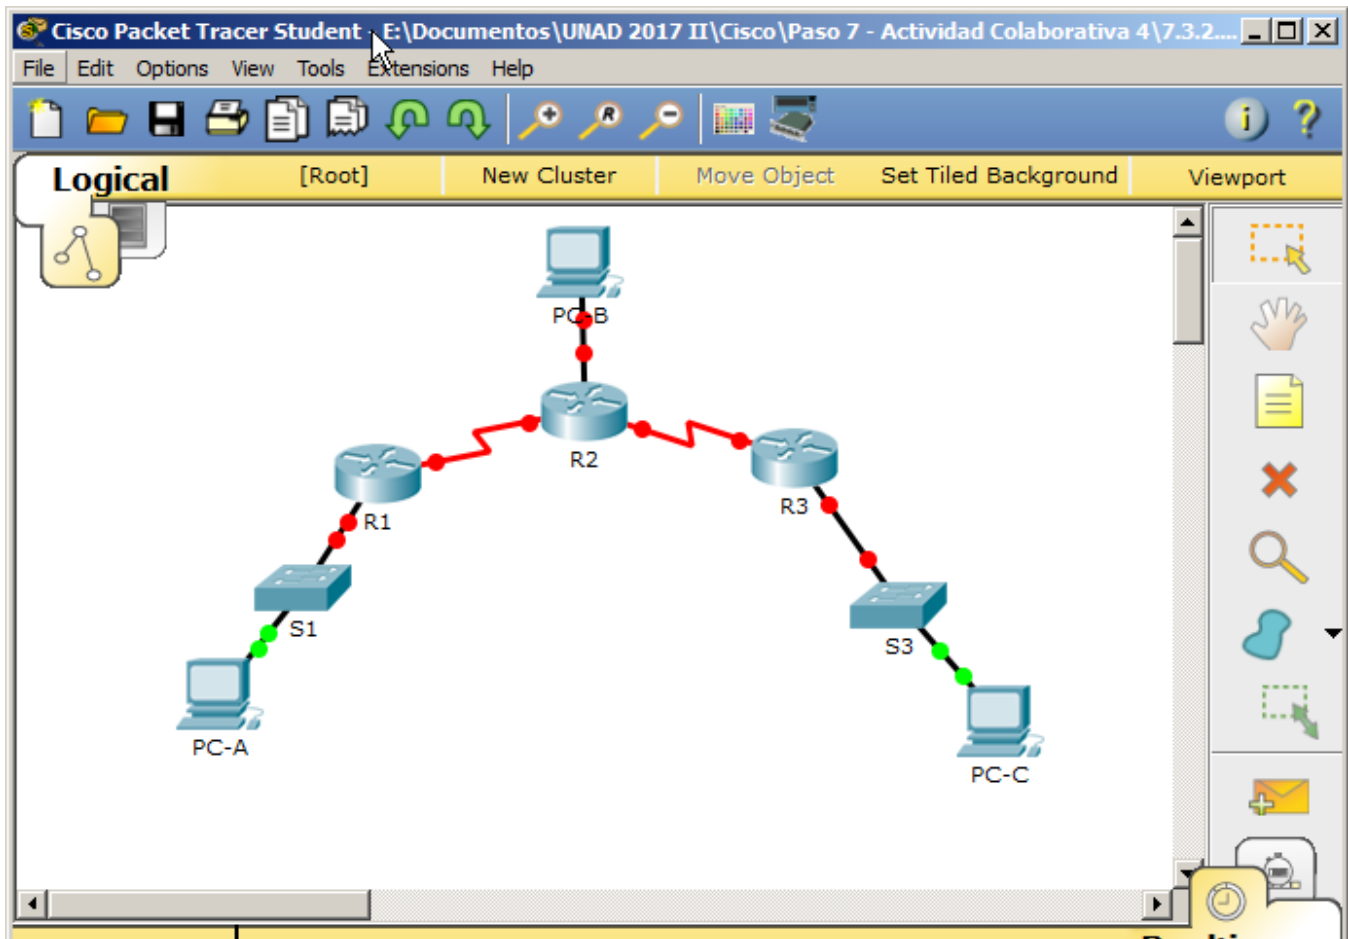 Cisco Packet Tracer Student - E:\Documentos\UNAD 2017 II\Cisco\Paso 7 - Actividad Colaborativa 4\7.3.2....
File Edit Options View Tools Extensions Help
R
i ?
Logical [Root] New Cluster Move Object Set Tiled Background Viewport
PC-B
R2
R1
R3
S1
S3
PC-A
PC-C